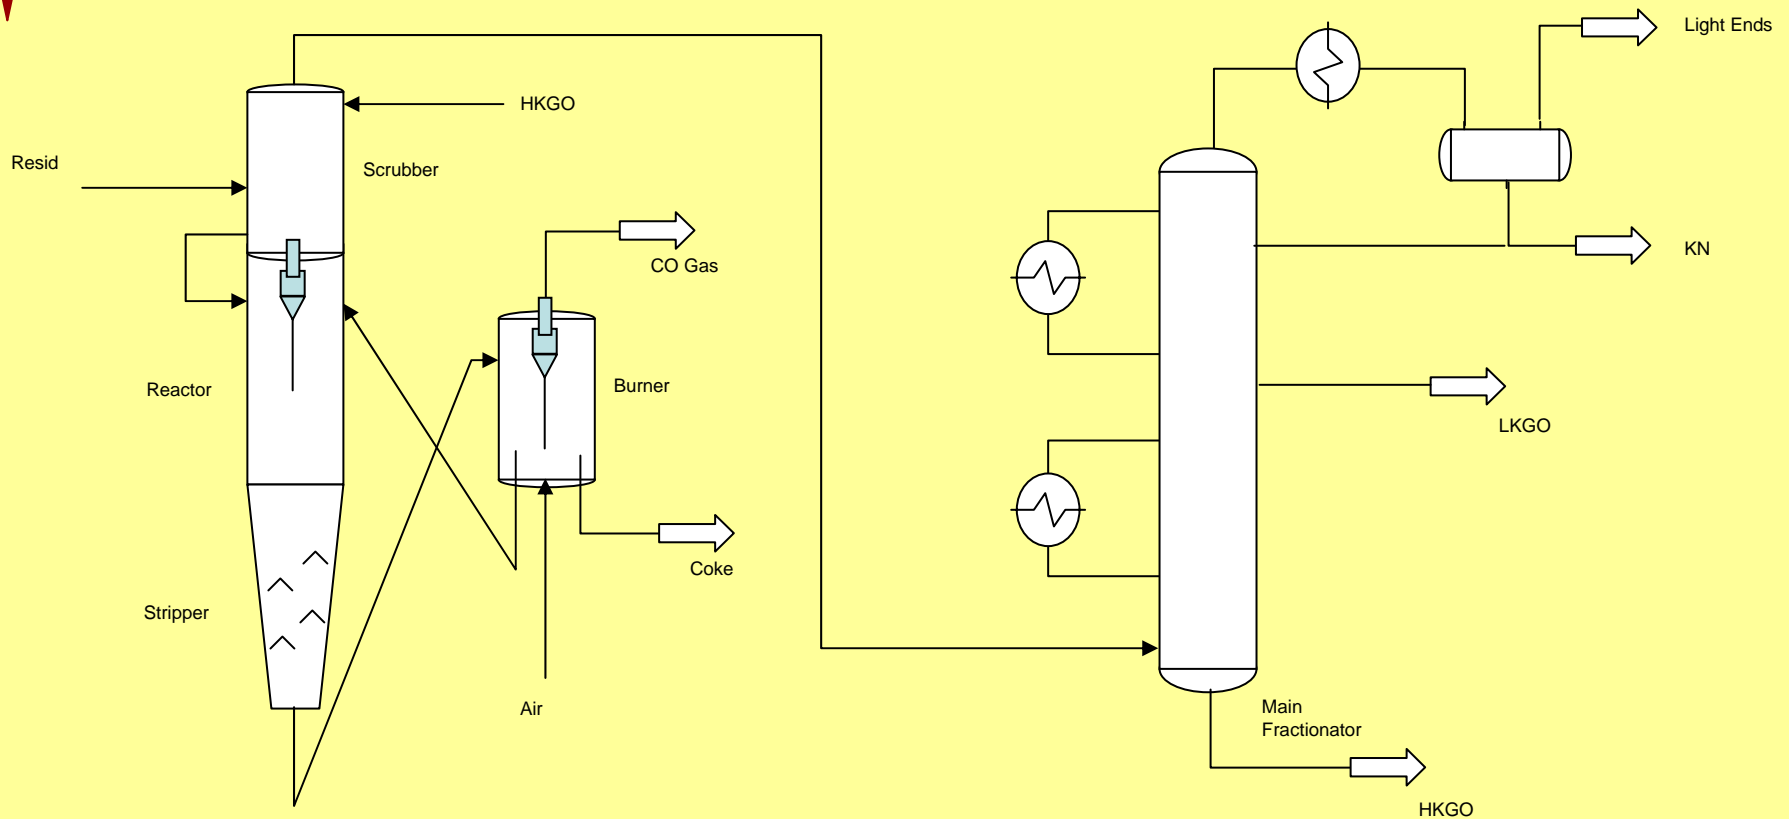 Light Ends
HKGO
Resid
Scrubber
CO Gas
KN
Reactor
Burner
LKGO
Coke
Stripper
Air
Main
Fractionator
HKGO